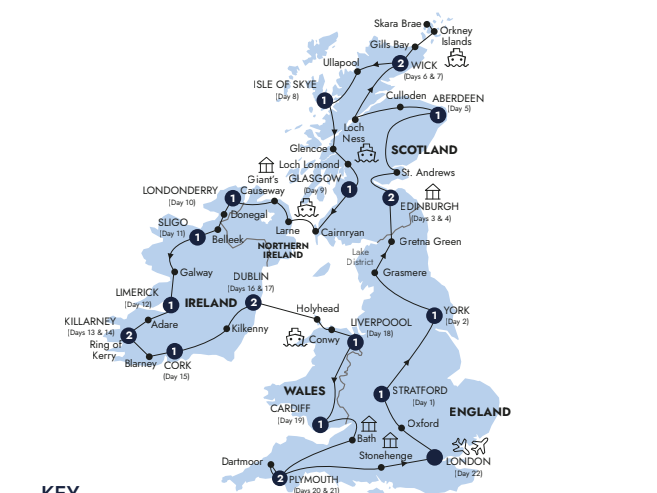 Skara Brae
Orkney
Islands
Gills Bay
Ullapool
2 WICK
(Days 6 & 7)
ISLE OF SKYE
(Day 8)
1
Culloden
ABERDEEN
(Day 5)
1
Loch
Ness
Glencoe
SCOTLAND
Loch Lomond
St. Andrews
Giant's
Causeway
GLASGOW
(Day 9)
1
LONDONDERRY
(Day 10)
1
2
EDINBURGH
(Days 3 & 4)
Donegal
SLIGO
(Day 11)
1
Belleek
Larne
Cairnryan
Gretna Green
NORTHERN
IRELAND
Lake
District
Galway
Grasmere
DUBLIN
(Days 16 & 17)
2
LIMERICK
(Day 12)
1
IRELAND
Holyhead
YORK
(Day 2)
1
KILLARNEY
(Days 13 & 14)
2
Adare
Kilkenny
LIVERPOOOL
(Day 18)
1
Conwy
Ring of
Kerry
Blarney
1
CORK
(Day 15)
WALES
1
STRATFORD
(Day 1)
CARDIFF
(Day 19)
1
ENGLAND
Oxford
Bath
Stonehenge
Dartmoor
LONDON
(Day 22)
2 PLYMOUTH
(Days 20 & 21)
KEY